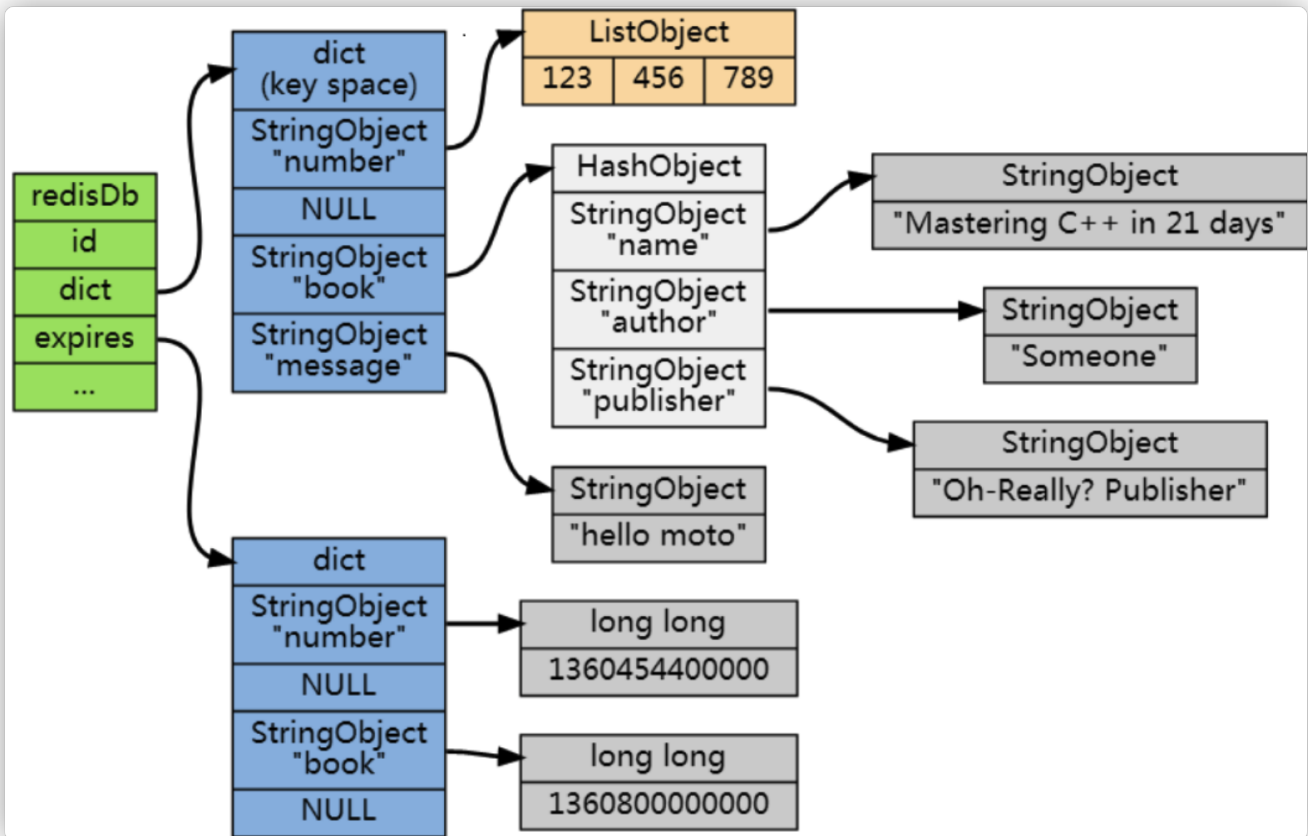 redisDb
id
dict
expires
...
dict
(key space)
StringObject
"number"
NULL
StringObject
"book"
StringObject
"message"
ListObject
123 456 789
HashObject
StringObject
"name"
StringObject
"author"
StringObject
"publisher"
StringObject
"Mastering C++ in 21 days"
StringObject
"Someone"
StringObject
"Oh-Really? Publisher"
StringObject
"hello moto"
dict
StringObject
"number"
NULL
StringObject
"book"
NULL
long long
1360454400000
long long
1360800000000